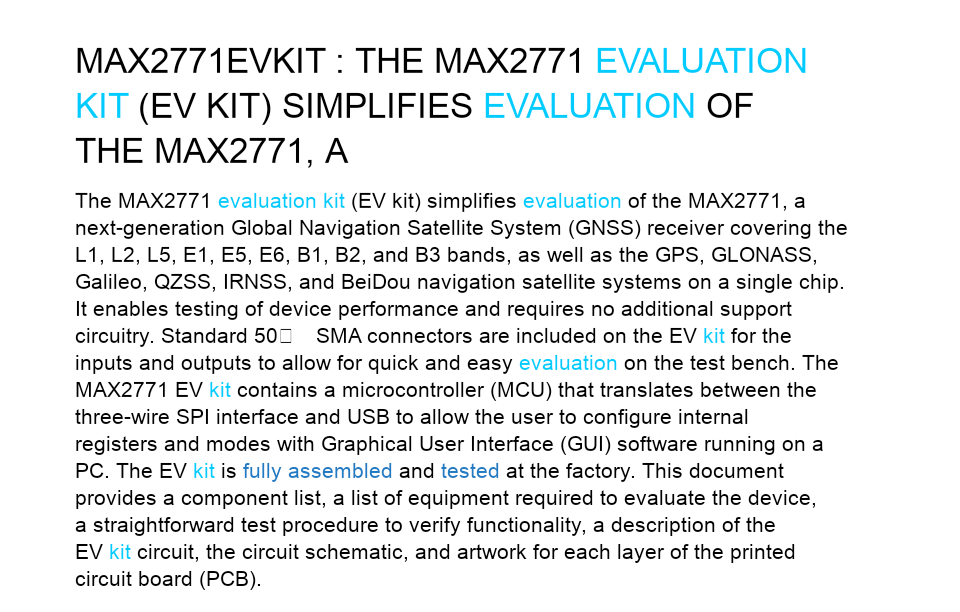 MAX2771EVKIT : THE MAX2771 EVALUATION
KIT (EV KIT) SIMPLIFIES EVALUATION OF
THE MAX2771, A
The MAX2771 evaluation kit (EV kit) simplifies evaluation of the MAX2771, a
next-generation Global Navigation Satellite System (GNSS) receiver covering the
L1, L2, L5, E1, E5, E6, B1, B2, and B3 bands, as well as the GPS, GLONASS,
Galileo, QZSS, IRNSS, and BeiDou navigation satellite systems on a single chip.
It enables testing of device performance and requires no additional support
circuitry. Standard 50□ SMA connectors are included on the EV kit for the
inputs and outputs to allow for quick and easy evaluation on the test bench. The
MAX2771 EV kit contains a microcontroller (MCU) that translates between the
three-wire SPI interface and USB to allow the user to configure internal
registers and modes with Graphical User Interface (GUI) software running on a
PC. The EV kit is fully assembled and tested at the factory. This document
provides a component list, a list of equipment required to evaluate the device,
a straightforward test procedure to verify functionality, a description of the
EV kit circuit, the circuit schematic, and artwork for each layer of the printed
circuit board (PCB).